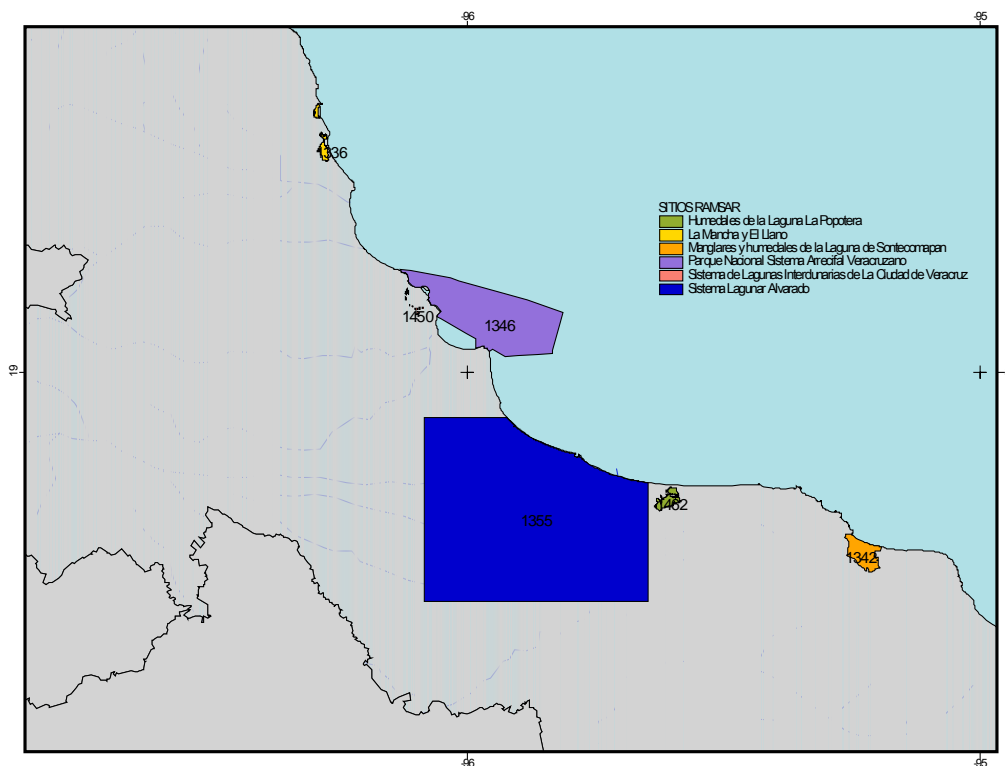 -96
-95
1336
SITIOS RAMSAR
Humedales de la Laguna La Popotera
La Mancha y El Llano
Manglares y humedales de la Laguna de Sontecomapan
Parque Nacional Sistema Arrecifal Veracruzano
Sistema de Lagunas Interdunarias de La Ciudad de Veracruz
Sistema Lagunar Alvarado
1450
1346
19
1462
1355
1342
-96
-95